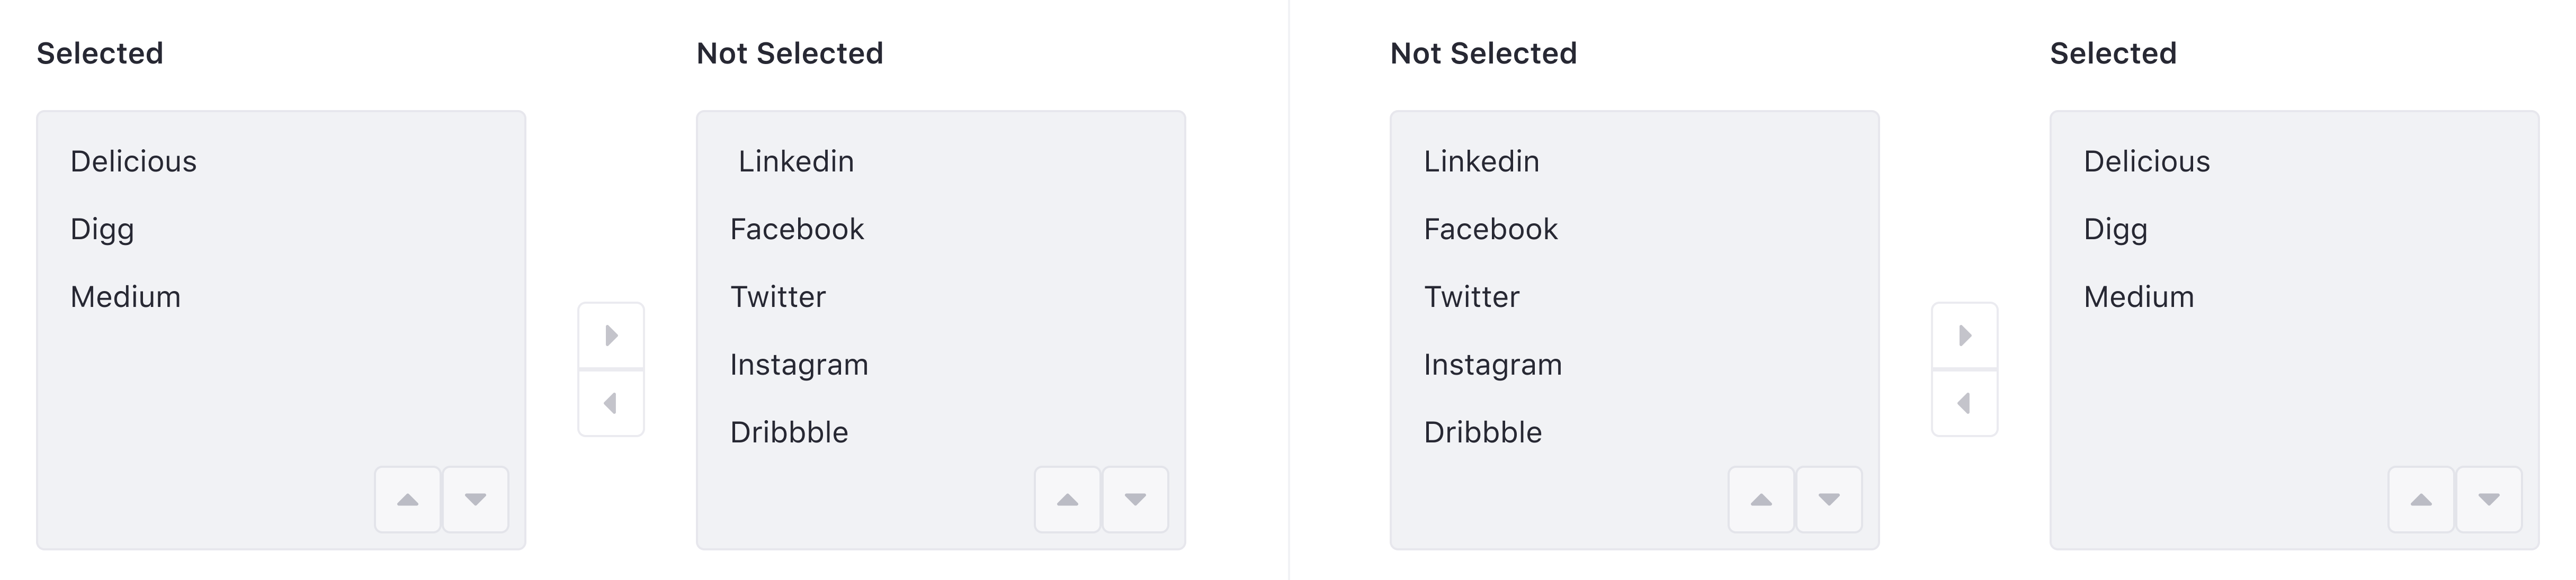 Selected
Delicious
Digg
Medium
Not Selected
Linkedin
Facebook
Twitter
Instagram
Dribbble
Not Selected
Linkedin
Facebook
Twitter
Instagram
Dribbble
Selected
Delicious
Digg
Medium